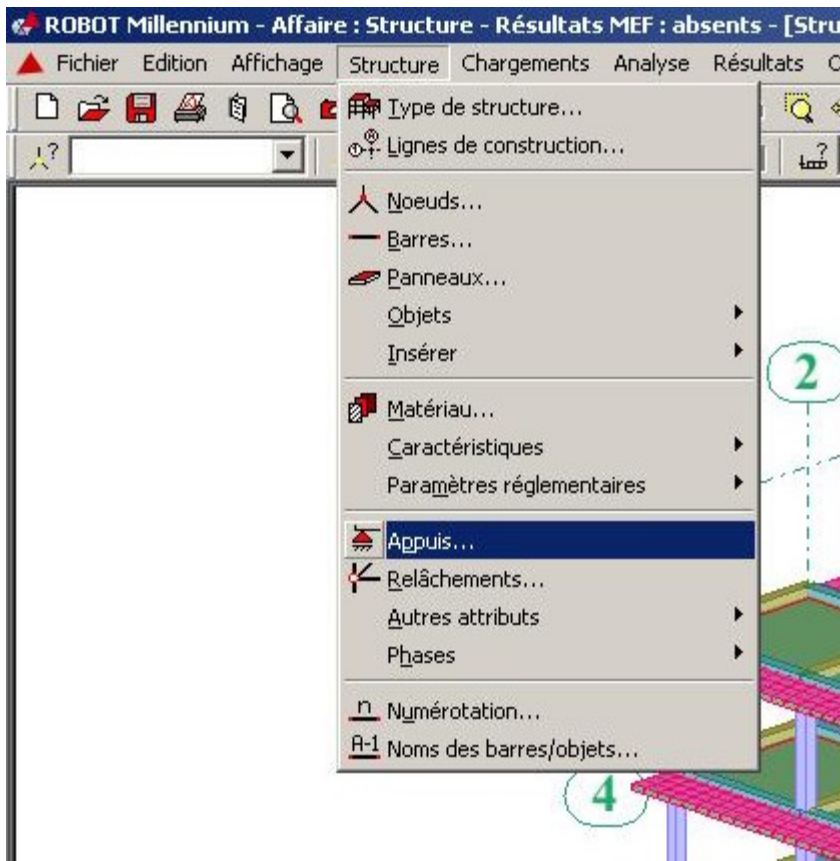 ROBOT Millennium - Affaire : Structure - Résultats MEF : absents - [Stru
Fichier Edition Affichage Structure Chargements Analyse Résultats
Type de structure...
Lignes de construction...
Noeuds...
Barres...
Panneaux...
Objets
Insérer
Matériau...
Caractéristiques
Paramètres réglementaires
Appuis...
Relâchements...
Autres attributs
Phases
n Numérotation...
A-1 Noms des barres/objets...
2
4